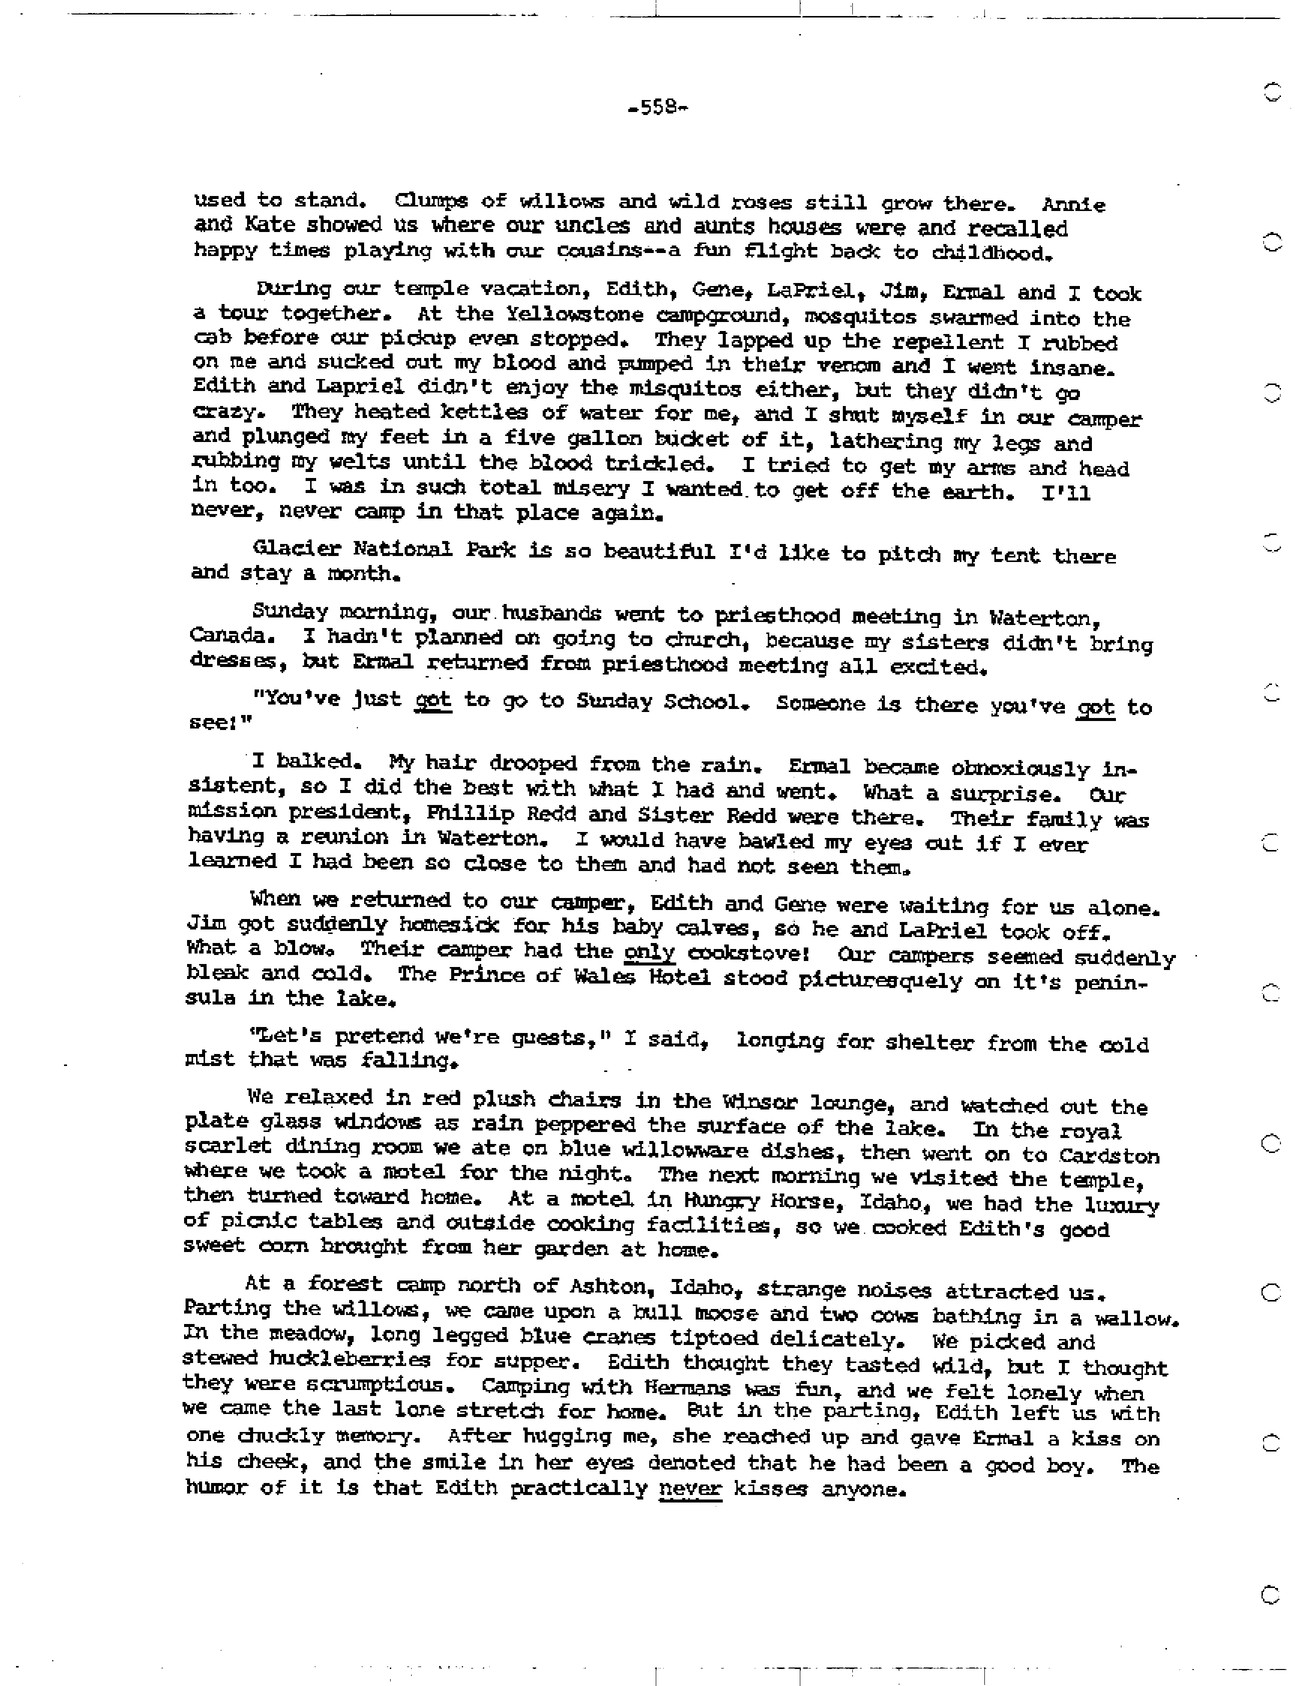 -558-
used to stand. Clumps of willows and wild roses still grow there. Annie
and Kate showed us where our uncles and aunts houses were and recalled
happy times playing with our cousins--a fun flight back to childhood.
During our temple vacation, Edith, Gene, LaPriel, Jim, Ermal and I took
a tour together. At the Yellowstone campground, mosquitos swarmed into the
cab before our pickup even stopped. They lapped up the repellent I rubbed
on me and sucked out my blood and pumped in their venom and I went insane.
Edith and Lapriel didn't enjoy the misquitos either, but they didn't go
crazy. They heated kettles of water for me, and I shut myself in our camper
and plunged my feet in a five gallon bucket of it, lathering my legs and
rubbing my welts until the blood trickled. I tried to get my arms and head
in too. I was in such total misery I wanted to get off the earth. I'll
never, never camp in that place again.
Glacier National Park is so beautiful I'd like to pitch my tent there
and stay a month.
Sunday morning, our husbands went to priesthood meeting in Waterton,
Canada. I hadn't planned on going to church, because my sisters didn't bring
dresses, but Ermal returned from priesthood meeting all excited.
"You've just got to go to Sunday School. Someone is there you've got to
see!"
I balked. My hair drooped from the rain. Ermal became obnoxiously in-
sistent, so I did the best with what I had and went. What a surprise. Our
mission president, Phillip Redd and Sister Redd were there. Their family was
having a reunion in Waterton. I would have bawled my eyes out if I ever
learned I had been so close to them and had not seen them.
When we returned to our camper, Edith and Gene were waiting for us alone.
Jim got suddenly homesick for his baby calves, so he and LaPriel took off.
What a blow. Their camper had the only cookstove! Our campers seemed suddenly
bleak and cold. The Prince of Wales Hotel stood picturesquely on it's penin-
sula in the lake.
"Let's pretend we're guests," I said, longing for shelter from the cold
mist that was falling.
We relaxed in red plush chairs in the Winsor lounge, and watched out the
plate glass windows as rain peppered the surface of the lake. In the royal
scarlet dining room we ate on blue willowware dishes, then went on to Cardston
where we took a motel for the night. The next morning we visited the temple,
then turned toward home. At a motel in Hungry Horse, Idaho, we had the luxury
of picnic tables and outside cooking facilities, so we cooked Edith's good
sweet corn brought from her garden at home.
At a forest camp north of Ashton, Idaho, strange noises attracted us.
Parting the willows, we came upon a bull moose and two cows bathing in a wallow.
In the meadow, long legged blue cranes tiptoed delicately. We picked and
stewed huckleberries for supper. Edith thought they tasted wild, but I thought
they were scrumptious. Camping with Hermans was fun, and we felt lonely when
we came the last lone stretch for home. But in the parting, Edith left us with
one chuckly memory. After hugging me, she reached up and gave Ermal a kiss on
his cheek, and the smile in her eyes denoted that he had been a good boy. The
humor of it is that Edith practically never kisses anyone.